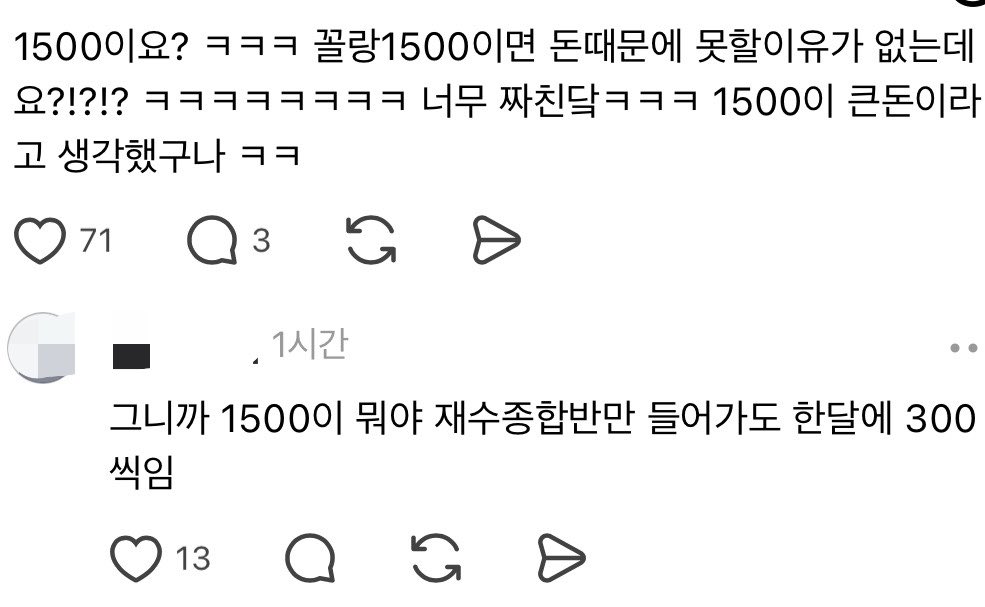 1500이요? ㅋㅋㅋ 꼴랑1500이면 돈때문에 못할이유가 없는데
요?!?!? ㅋㅋㅋㅋㅋㅋㅋㅋ 너무 짜친닼ㅋㅋㅋ 1500이 큰돈이라
고 생각했구나 ㅋㅋ
71 3
1시간
그니까 1500이 뭐야 재수종합반만 들어가도 한달에 300
씩임
13